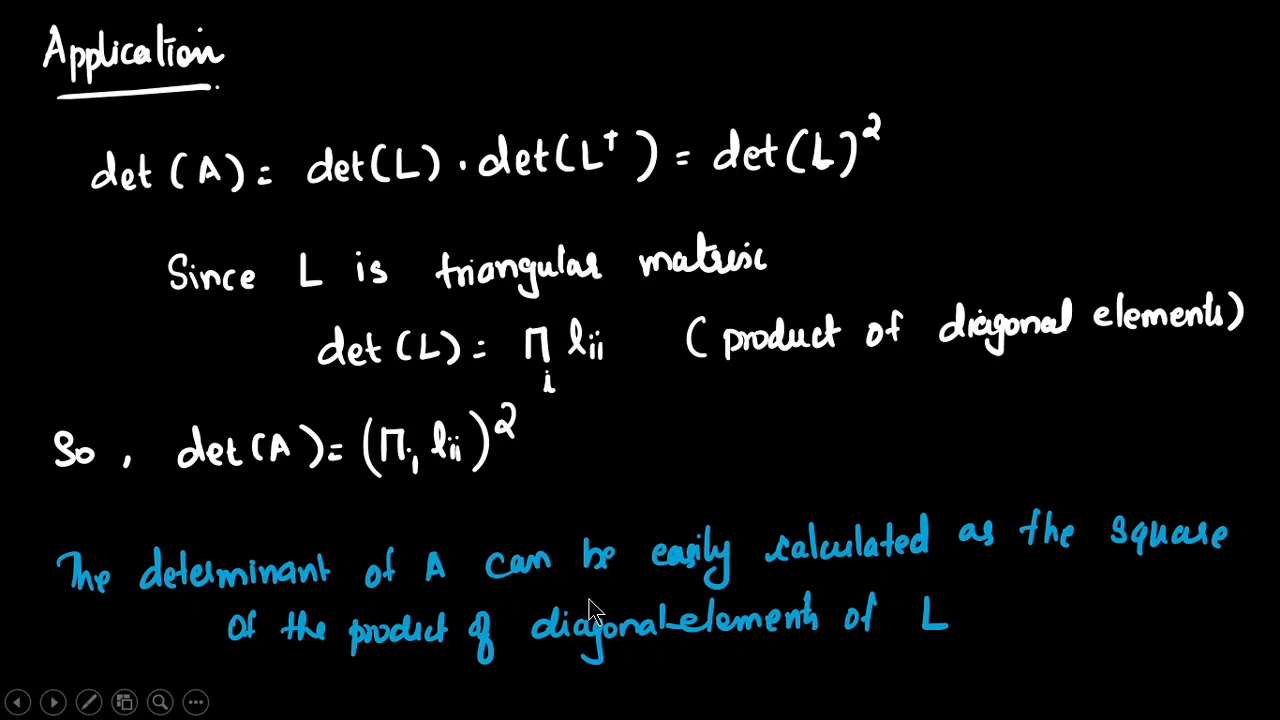 Application
det (A) = det(L) . det(L^T) = det(L)^2
Since L is triangular matrix
det (L) = Π_i l_ii (product of diagonal elements)
So, det(A) = (Π_i l_ii)^2
The determinant of A can be easily calculated as the square
of the product of diagonal elements of L